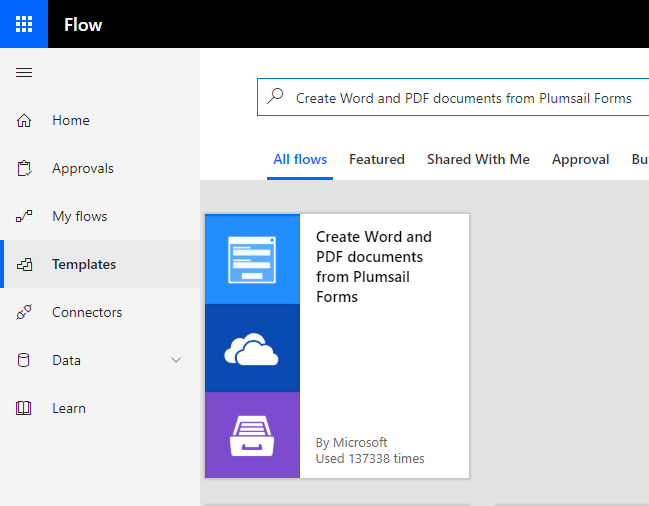 Flow
Create Word and PDF documents from Plumsail Forms
Home
Approvals
My flows
Templates
Connectors
Data
Learn
All flows Featured Shared With Me Approval Bu
Create Word and
PDF documents
from Plumsail
Forms
By Microsoft
Used 137338 times